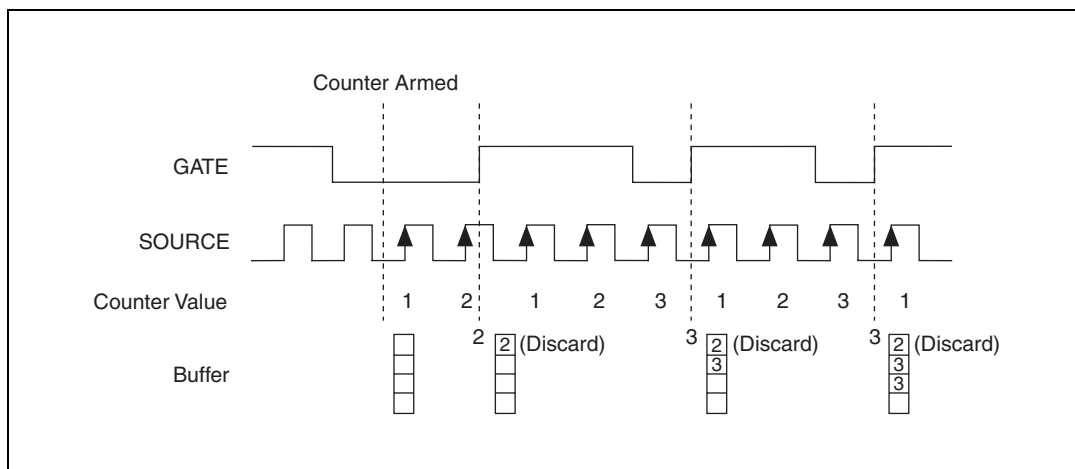 Counter Armed
GATE
SOURCE
Counter Value 1 2 1 2 3 1 2 3 1
2 3 3
Buffer
2 (Discard)
2 (Discard)
3
2 (Discard)
3
3